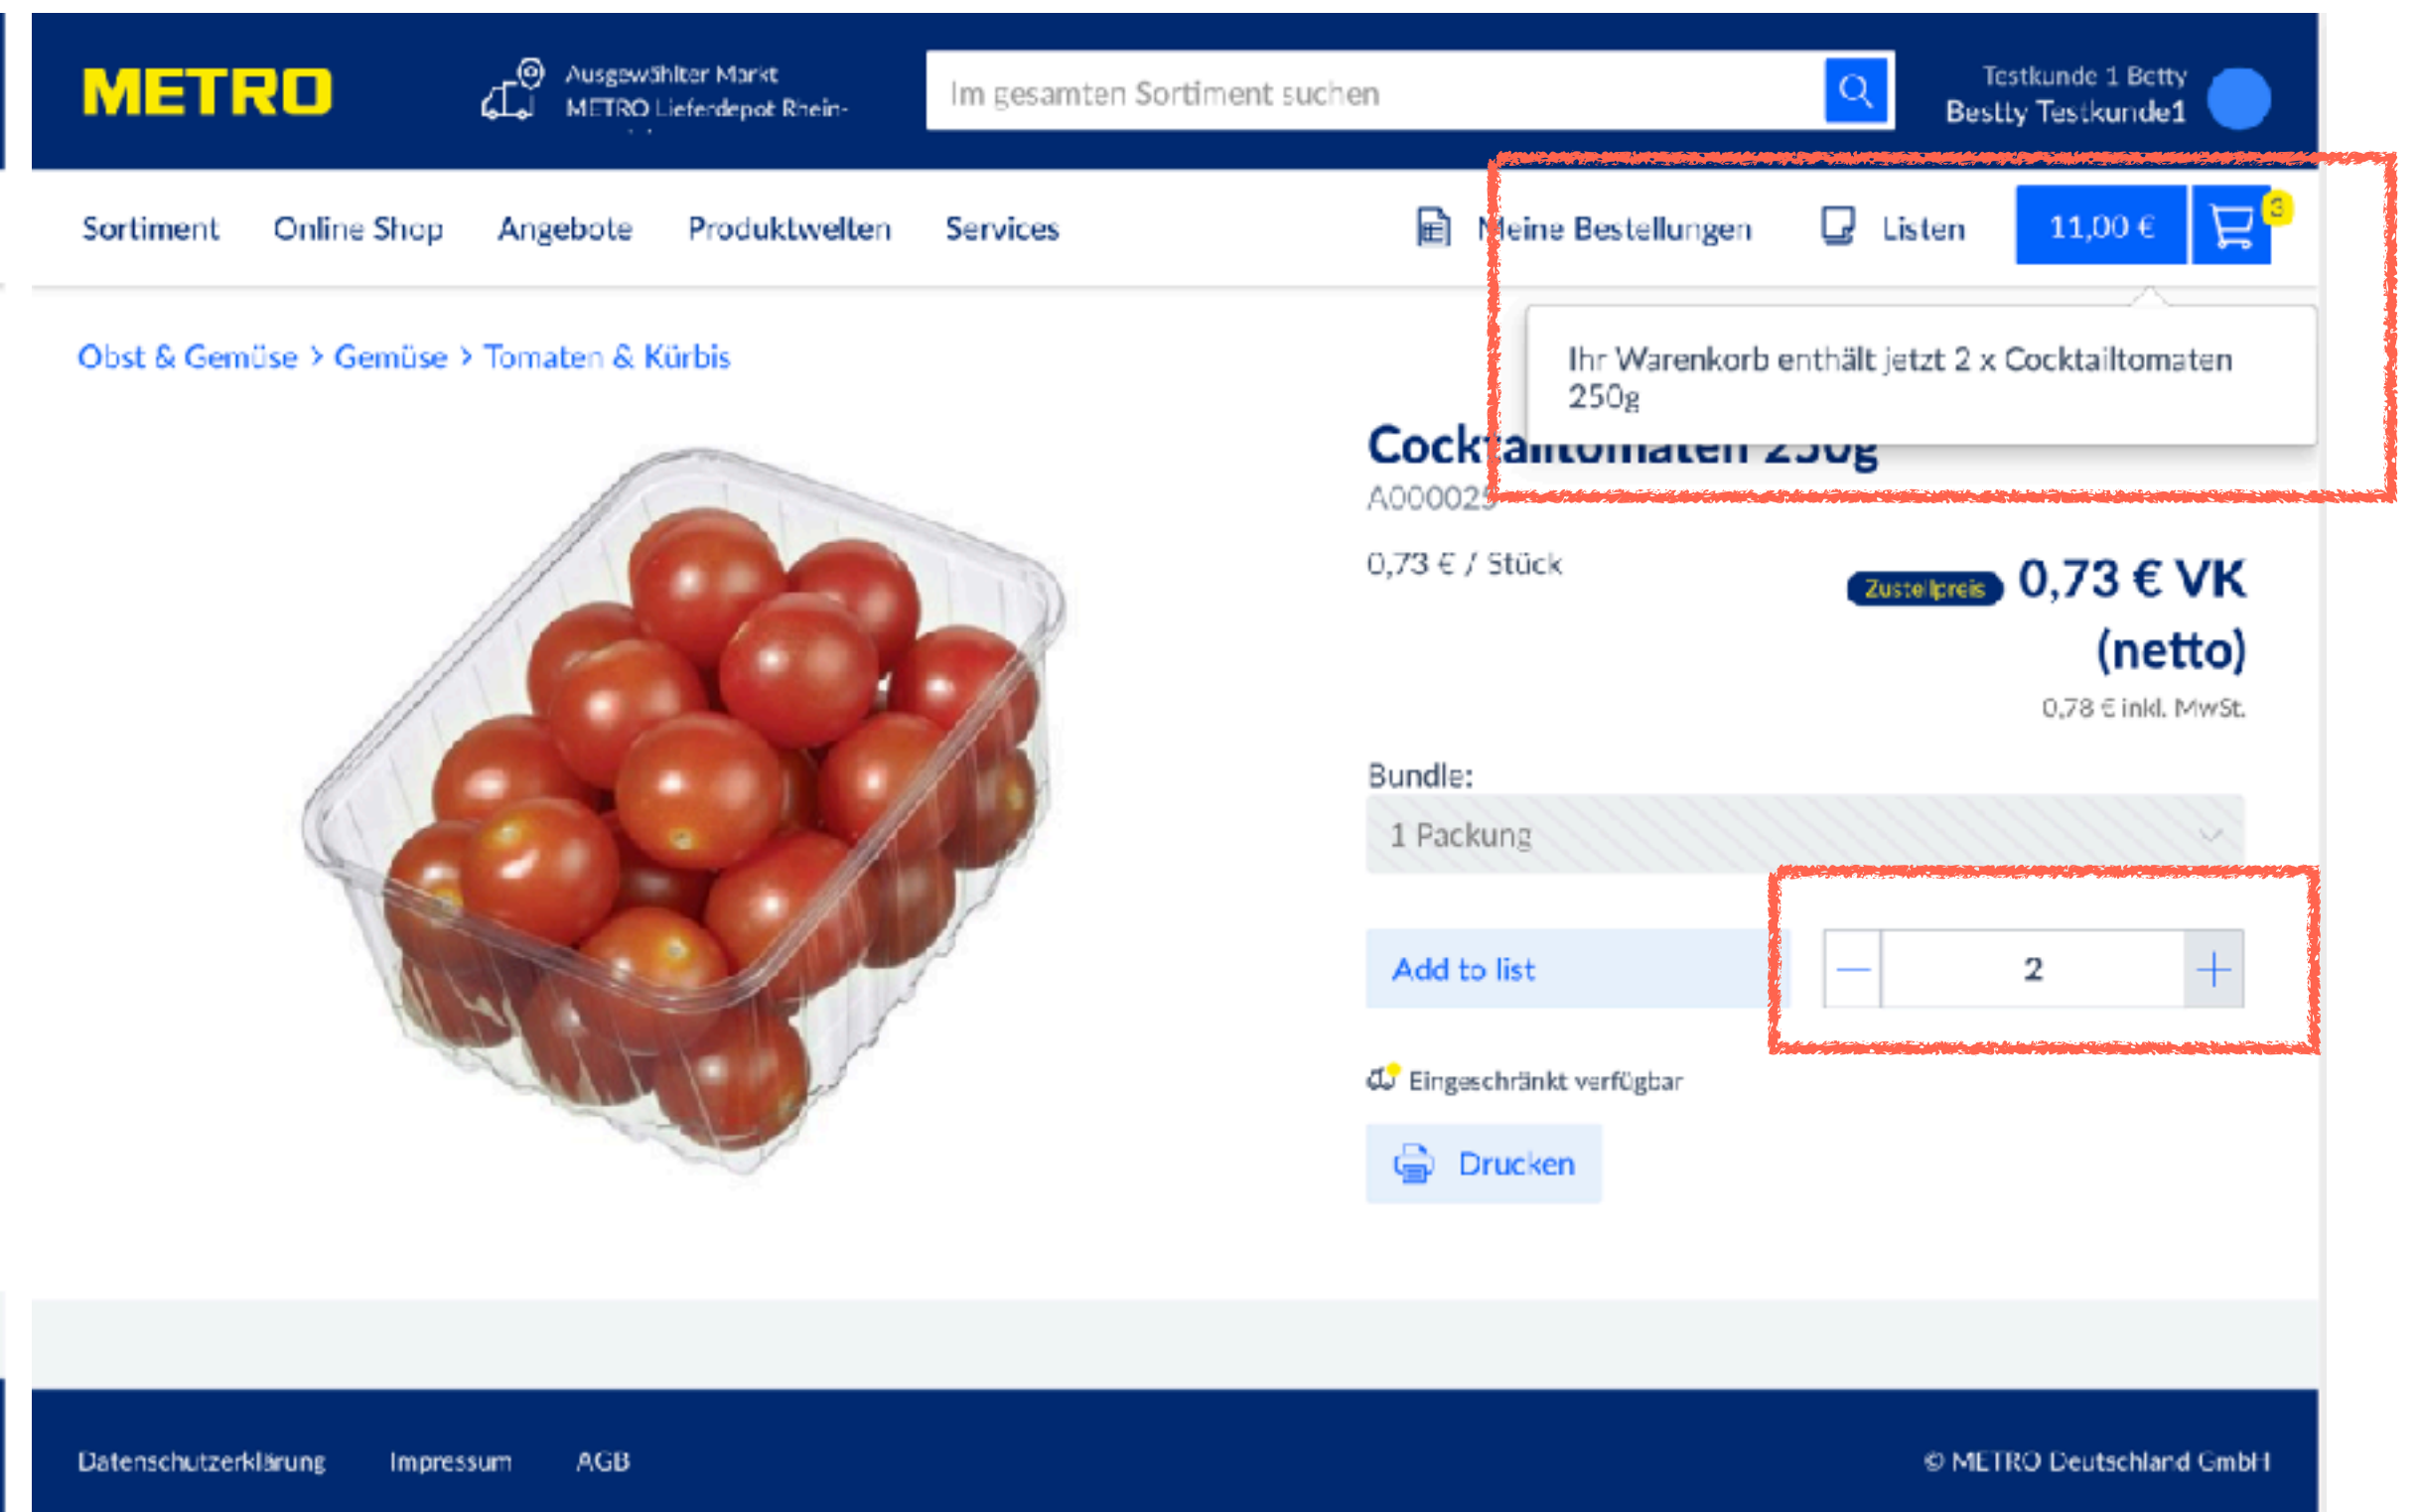 METRO
Ausgewählter Markt
METRO Lieferdepot Rhein-
Im gesamten Sortiment suchen
Testkunde 1 Betty
Bestty Testkunde1
Sortiment
Online Shop
Angebote
Produktwelten
Services
Meine Bestellungen
Listen
11,00 €
3
Ihr Warenkorb enthält jetzt 2 x Cocktailtomaten
250g
Obst & Gemüse > Gemüse > Tomaten & Kürbis
Cocktailtomaten 250g
A000025
0,73 € / Stück
Zustellpreis 0,73 € VK
(netto)
0,78 € inkl. MwSt.
Bundle:
1 Packung
Add to list
2
Eingeschränkt verfügbar
Drucken
Datenschutzerklärung
Impressum
AGB
© METRO Deutschland GmbH